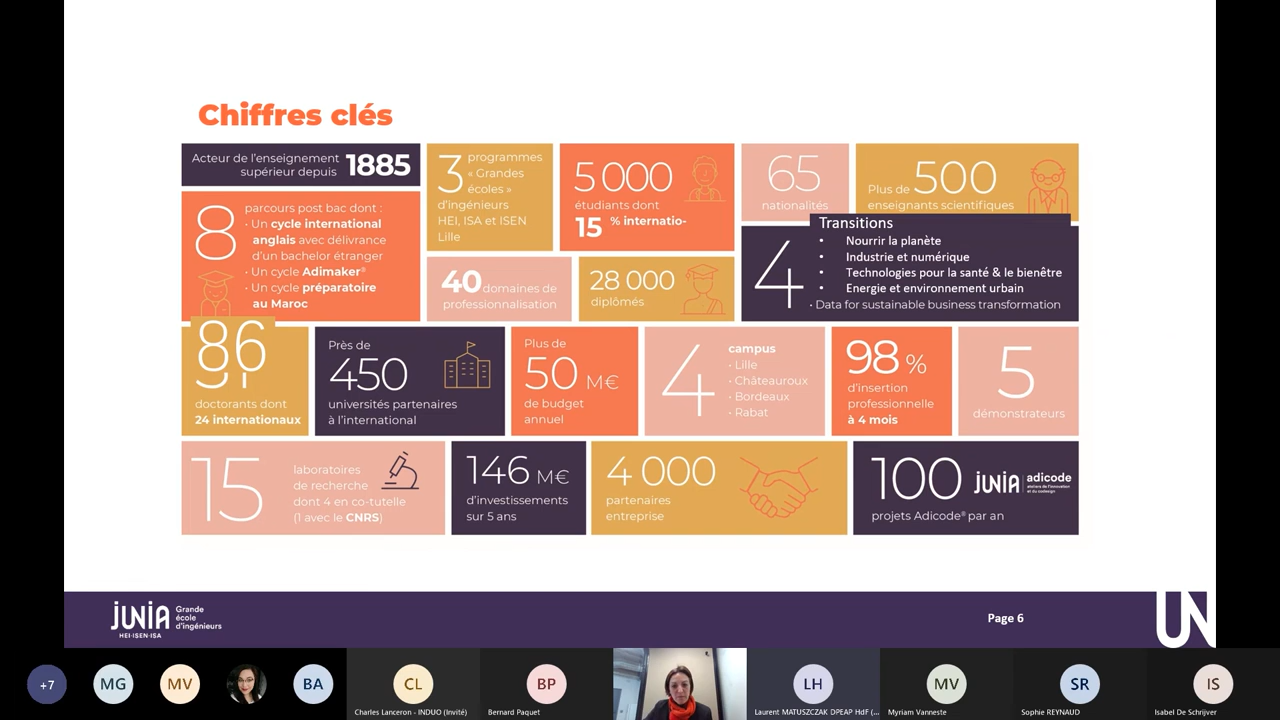 Chiffres clés
Acteur de l'enseignement
supérieur depuis
1885
3
programmes
« Grandes
écoles »
d'ingénieurs
HEI, ISA et ISEN
Lille
5 000
étudiants dont
15 % internatio-
65
nationalités
Plus de 500
enseignants scientifiques
8
parcours post bac dont :
· Un cycle international
anglais avec délivrance
d'un bachelor étranger
· Un cycle Adimaker®
· Un cycle préparatoire
au Maroc
40 domaines de
professionnalisation
28 000
diplômés
4
Transitions
• Nourrir la planète
• Industrie et numérique
• Technologies pour la santé & le bienêtre
• Energie et environnement urbain
· Data for sustainable business transformation
86
doctorants dont
24 internationaux
Près de
450
universités partenaires
à l'international
Plus de
50 M€
de budget
annuel
4
campus
· Lille
· Châteauroux
· Bordeaux
· Rabat
98 %
d'insertion
professionnelle
à 4 mois
5
démonstrateurs
15
laboratoires
de recherche
dont 4 en co-tutelle
(1 avec le CNRS)
146 M€
d'investissements
sur 5 ans
4 000
partenaires
entreprise
100
JUNIA
adicode
projets Adicode® par an
JUNIA
HEI·ISEN·ISA
Grande
école
d'ingénieurs
Page 6
UN
+7
MG
MV
BA
CL
Charles Lanceron - INDUO (Invité)
BP
Bernard Paquet
LH
Laurent MATUSZCZAK DPEAP HdF (...
MV
Myriam Vanneste
SR
Sophie REYNAUD
IS
Isabel De Schrijver